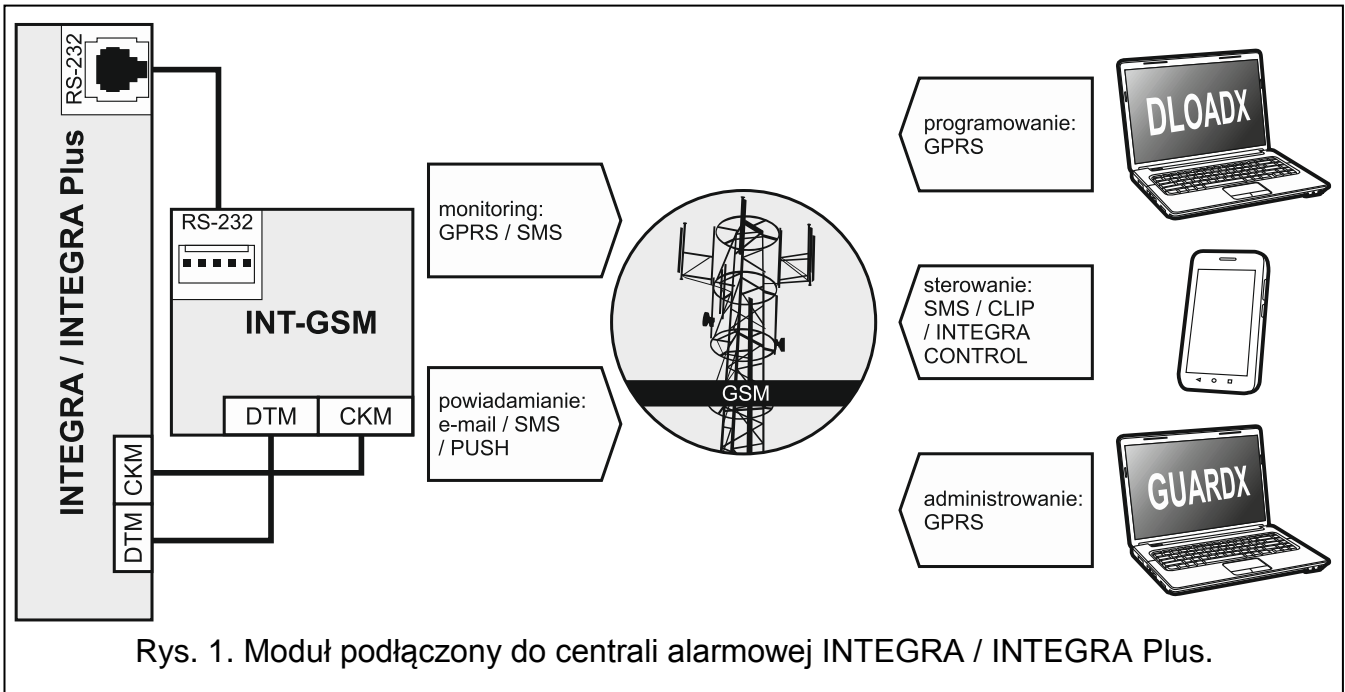 RS-232
INTEGRA / INTEGRA Plus
CKM
DTM
RS-232
INT-GSM
DTM
CKM
monitoring:
GPRS / SMS
powiadamianie:
e-mail / SMS
/ PUSH
GSM
programowanie:
GPRS
sterowanie:
SMS / CLIP
/ INTEGRA
CONTROL
administrowanie:
GPRS
DLOADX
GUARDX
Rys. 1. Moduł podłączony do centrali alarmowej INTEGRA / INTEGRA Plus.